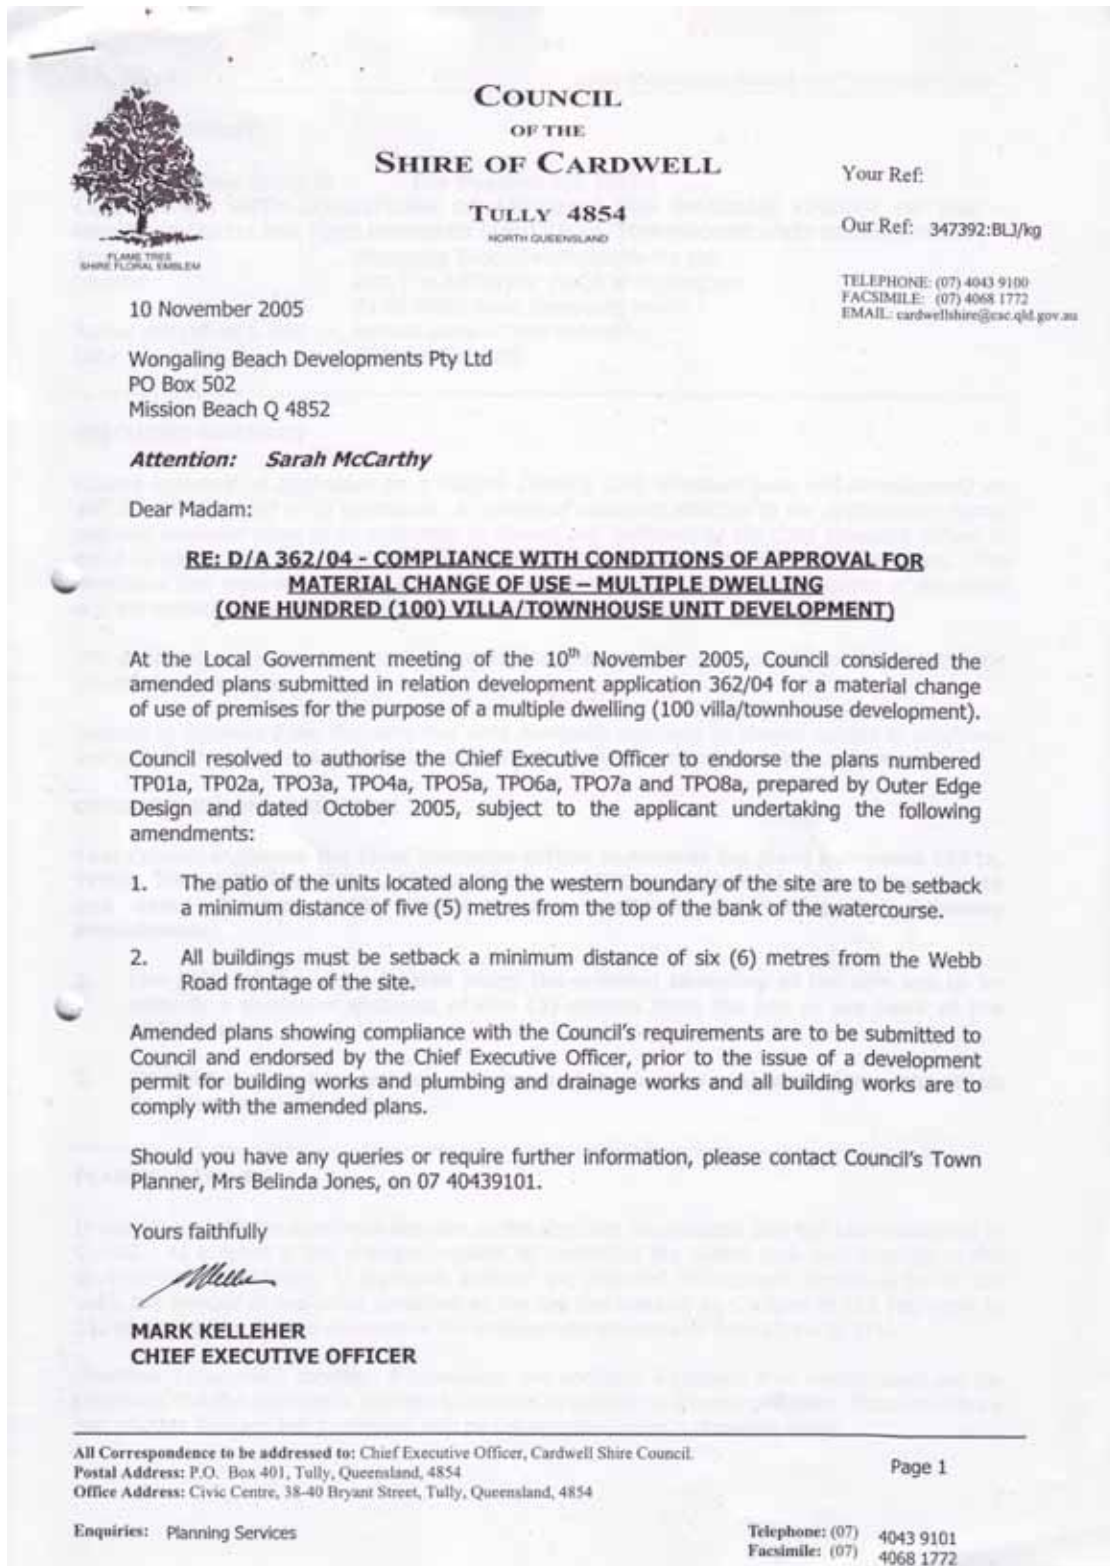 COUNCIL
OF THE
SHIRE OF CARDWELL
TULLY 4854
NORTH QUEENSLAND
FLAME TREE
SHIRE FLORAL EMBLEM
Your Ref:
Our Ref: 347392:BLJ/kg
TELEPHONE: (07) 4043 9100
FACSIMILE: (07) 4068 1772
EMAIL: cardwellshire@csc.qld.gov.au
10 November 2005
Wongaling Beach Developments Pty Ltd
PO Box 502
Mission Beach Q 4852
Attention: Sarah McCarthy
Dear Madam:
RE: D/A 362/04 - COMPLIANCE WITH CONDITIONS OF APPROVAL FOR
MATERIAL CHANGE OF USE – MULTIPLE DWELLING
(ONE HUNDRED (100) VILLA/TOWNHOUSE UNIT DEVELOPMENT)
At the Local Government meeting of the 10th November 2005, Council considered the
amended plans submitted in relation development application 362/04 for a material change
of use of premises for the purpose of a multiple dwelling (100 villa/townhouse development).
Council resolved to authorise the Chief Executive Officer to endorse the plans numbered
TP01a, TP02a, TPO3a, TPO4a, TPO5a, TPO6a, TPO7a and TPO8a, prepared by Outer Edge
Design and dated October 2005, subject to the applicant undertaking the following
amendments:
1. The patio of the units located along the western boundary of the site are to be setback
a minimum distance of five (5) metres from the top of the bank of the watercourse.
2. All buildings must be setback a minimum distance of six (6) metres from the Webb
Road frontage of the site.
Amended plans showing compliance with the Council's requirements are to be submitted to
Council and endorsed by the Chief Executive Officer, prior to the issue of a development
permit for building works and plumbing and drainage works and all building works are to
comply with the amended plans.
Should you have any queries or require further information, please contact Council's Town
Planner, Mrs Belinda Jones, on 07 40439101.
Yours faithfully
MARK KELLEHER
CHIEF EXECUTIVE OFFICER
All Correspondence to be addressed to: Chief Executive Officer, Cardwell Shire Council.
Postal Address: P.O. Box 401, Tully, Queensland, 4854
Office Address: Civic Centre, 38-40 Bryant Street, Tully, Queensland, 4854
Page 1
Enquiries: Planning Services
Telephone: (07) 4043 9101
Facsimile: (07) 4068 1772